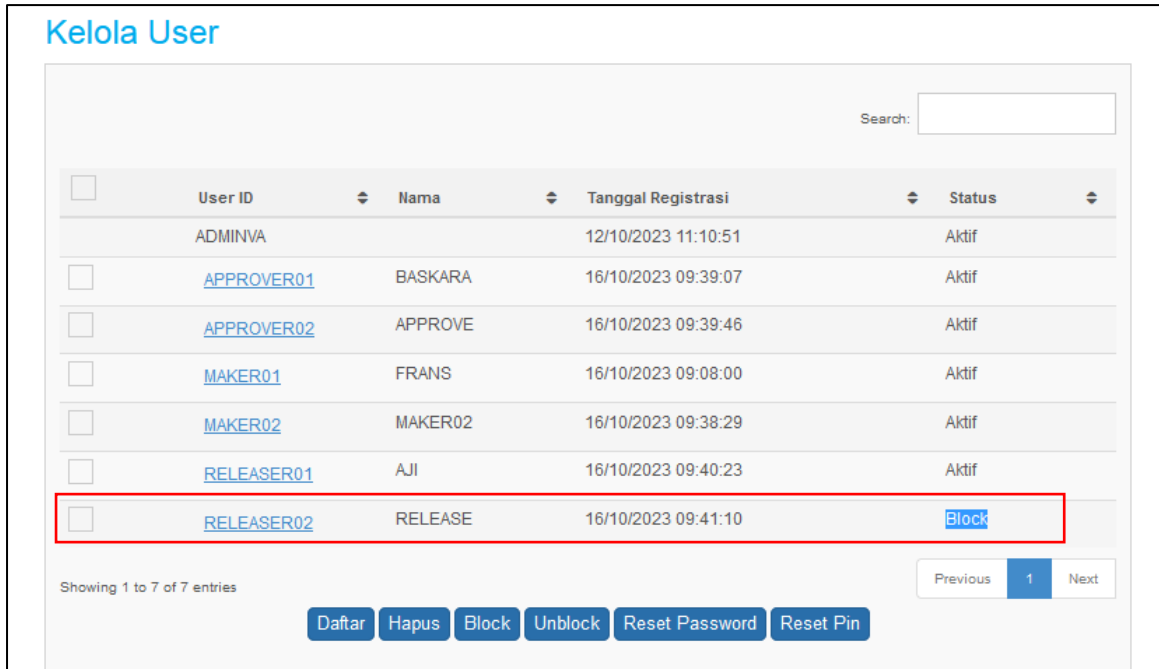 Kelola User
Search:
User ID Nama Tanggal Registrasi Status
ADMINVA 12/10/2023 11:10:51 Aktif
APPROVER01 BASKARA 16/10/2023 09:39:07 Aktif
APPROVER02 APPROVE 16/10/2023 09:39:46 Aktif
MAKER01 FRANS 16/10/2023 09:08:00 Aktif
MAKER02 MAKER02 16/10/2023 09:38:29 Aktif
RELEASER01 AJI 16/10/2023 09:40:23 Aktif
RELEASER02 RELEASE 16/10/2023 09:41:10 Block
Showing 1 to 7 of 7 entries Previous 1 Next
Daftar Hapus Block Unblock Reset Password Reset Pin